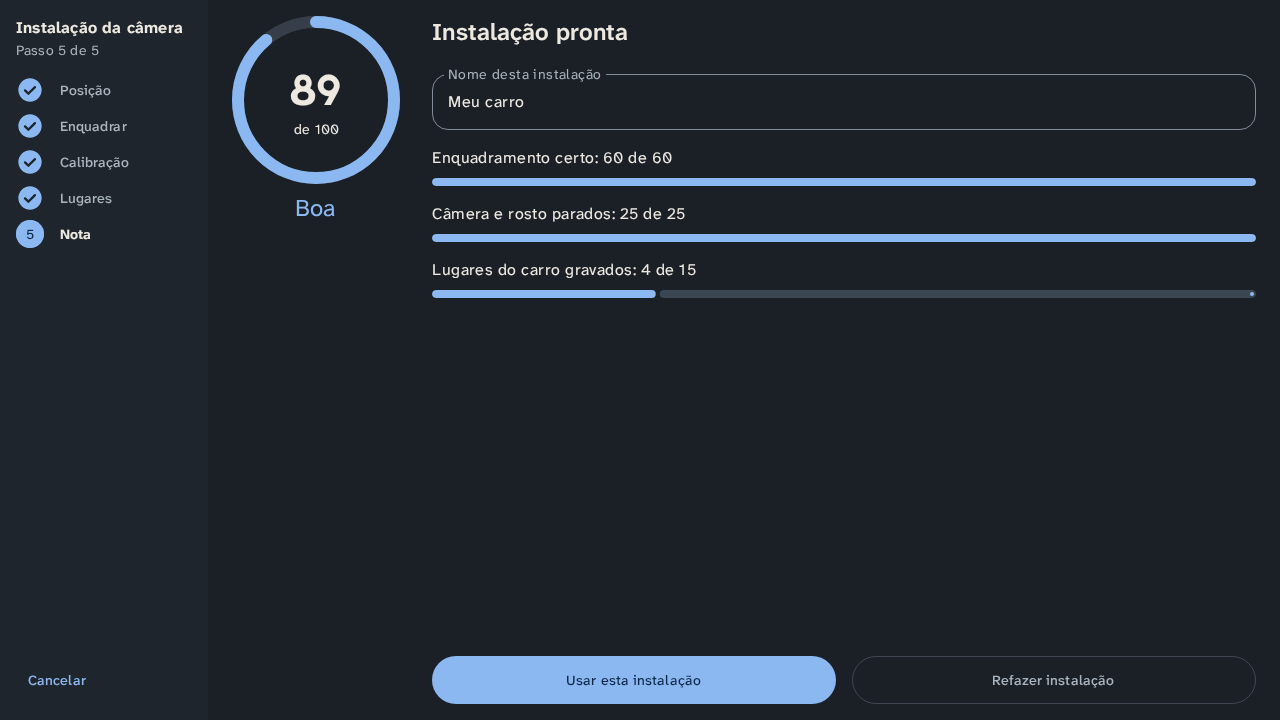 Instalação da câmera
Passo 5 de 5
Posição
Enquadrar
Calibração
Lugares
5 Nota
Cancelar
89
de 100
Boa
Instalação pronta
Nome desta instalação
Meu carro
Enquadramento certo: 60 de 60
Câmera e rosto parados: 25 de 25
Lugares do carro gravados: 4 de 15
Usar esta instalação
Refazer instalação